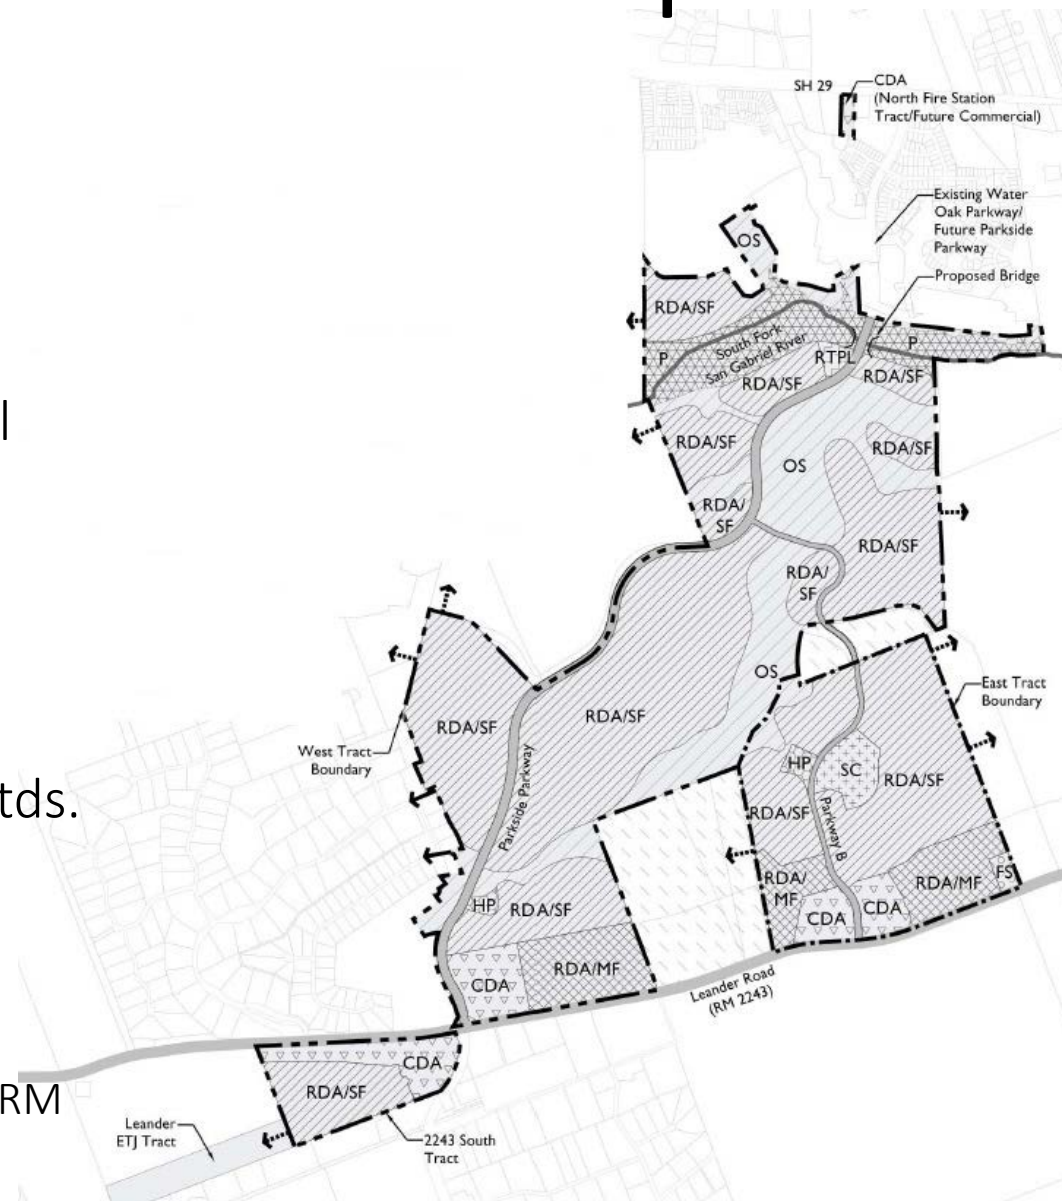 SH 29
CDA
(North Fire Station
Tract/Future Commercial)
Existing Water
Oak Parkway/
Future Parkside
Parkway
OS
Proposed Bridge
RDA/SF
P
South Fork
San Gabriel River
P
RTPL
RDA/SF
RDA/SF
l
RDA/SF
RDA/SF
OS
RDA/
SF
RDA/SF
RDA/
SF
OS
East Tract
Boundary
RDA/SF
RDA/SF
West Tract
Boundary
HP
SC
RDA/SF
tds.
Parkside Parkway
RDA/SF
Parkway B
RDA/
MF
RDA/MF
FS
HP
RDA/SF
CDA
CDA
RDA/MF
CDA
Leander Road
(RM 2243)
CDA
RDA/SF
RM
Leander
ETJ Tract
2243 South
Tract